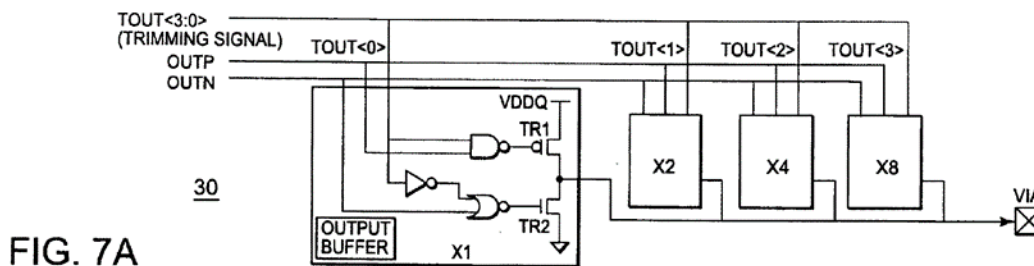 TOUT<3:0>
(TRIMMING SIGNAL)
TOUT<0>
TOUT<1>
TOUT<2>
TOUT<3>
OUTP
OUTN
VDDQ
TR1
X2
X4
X8
30
TR2
VIA
OUTPUT
BUFFER
X1
FIG. 7A